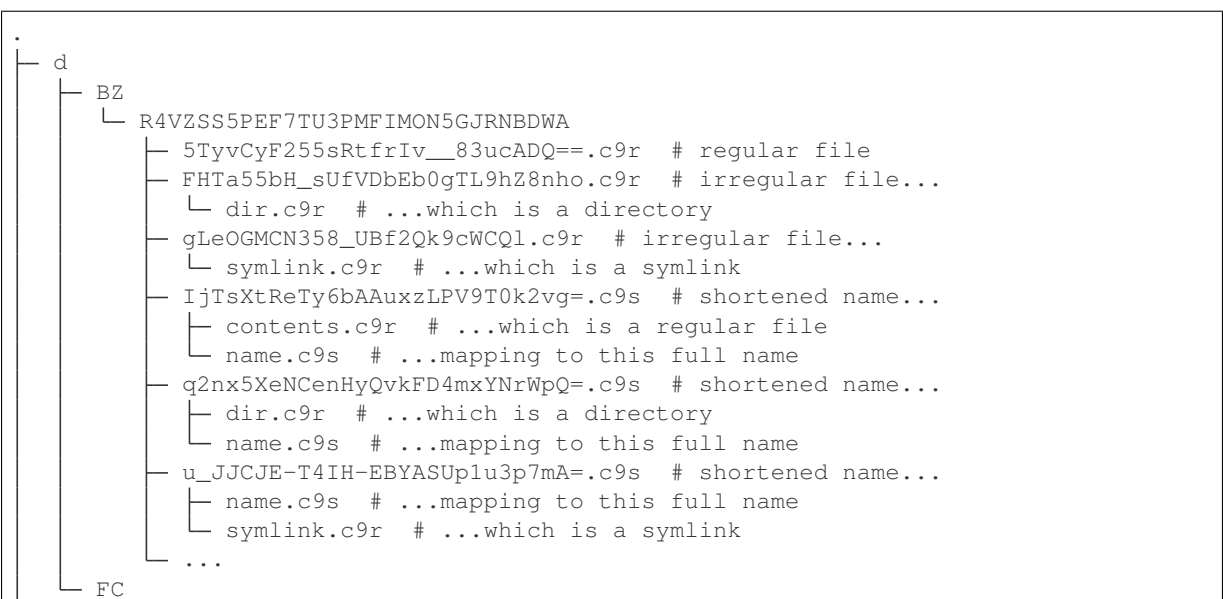 .
├─ d
│  ├─ BZ
│  │  └─ R4VZSS5PEF7TU3PMFIMON5GJRNBDWA
│  │     ├─ 5TyvCyF255sRtfrIv__83ucADQ==.c9r  # regular file
│  │     ├─ FHTa55bH_sUfVDbEb0gTL9hZ8nho.c9r  # irregular file...
│  │     │  └─ dir.c9r  # ...which is a directory
│  │     ├─ gLeOGMCN358_UBf2Qk9cWCQl.c9r  # irregular file...
│  │     │  └─ symlink.c9r  # ...which is a symlink
│  │     ├─ IjTsXtReTy6bAAuxzLPV9T0k2vg=.c9s  # shortened name...
│  │     │  ├─ contents.c9r  # ...which is a regular file
│  │     │  └─ name.c9s  # ...mapping to this full name
│  │     ├─ q2nx5XeNCenHyQvkFD4mxYNrWpQ=.c9s  # shortened name...
│  │     │  ├─ dir.c9r  # ...which is a directory
│  │     │  └─ name.c9s  # ...mapping to this full name
│  │     ├─ u_JJCJE-T4IH-EBYASUp1u3p7mA=.c9s  # shortened name...
│  │     │  ├─ name.c9s  # ...mapping to this full name
│  │     │  └─ symlink.c9r  # ...which is a symlink
│  │     └─ ...
│  └─ FC